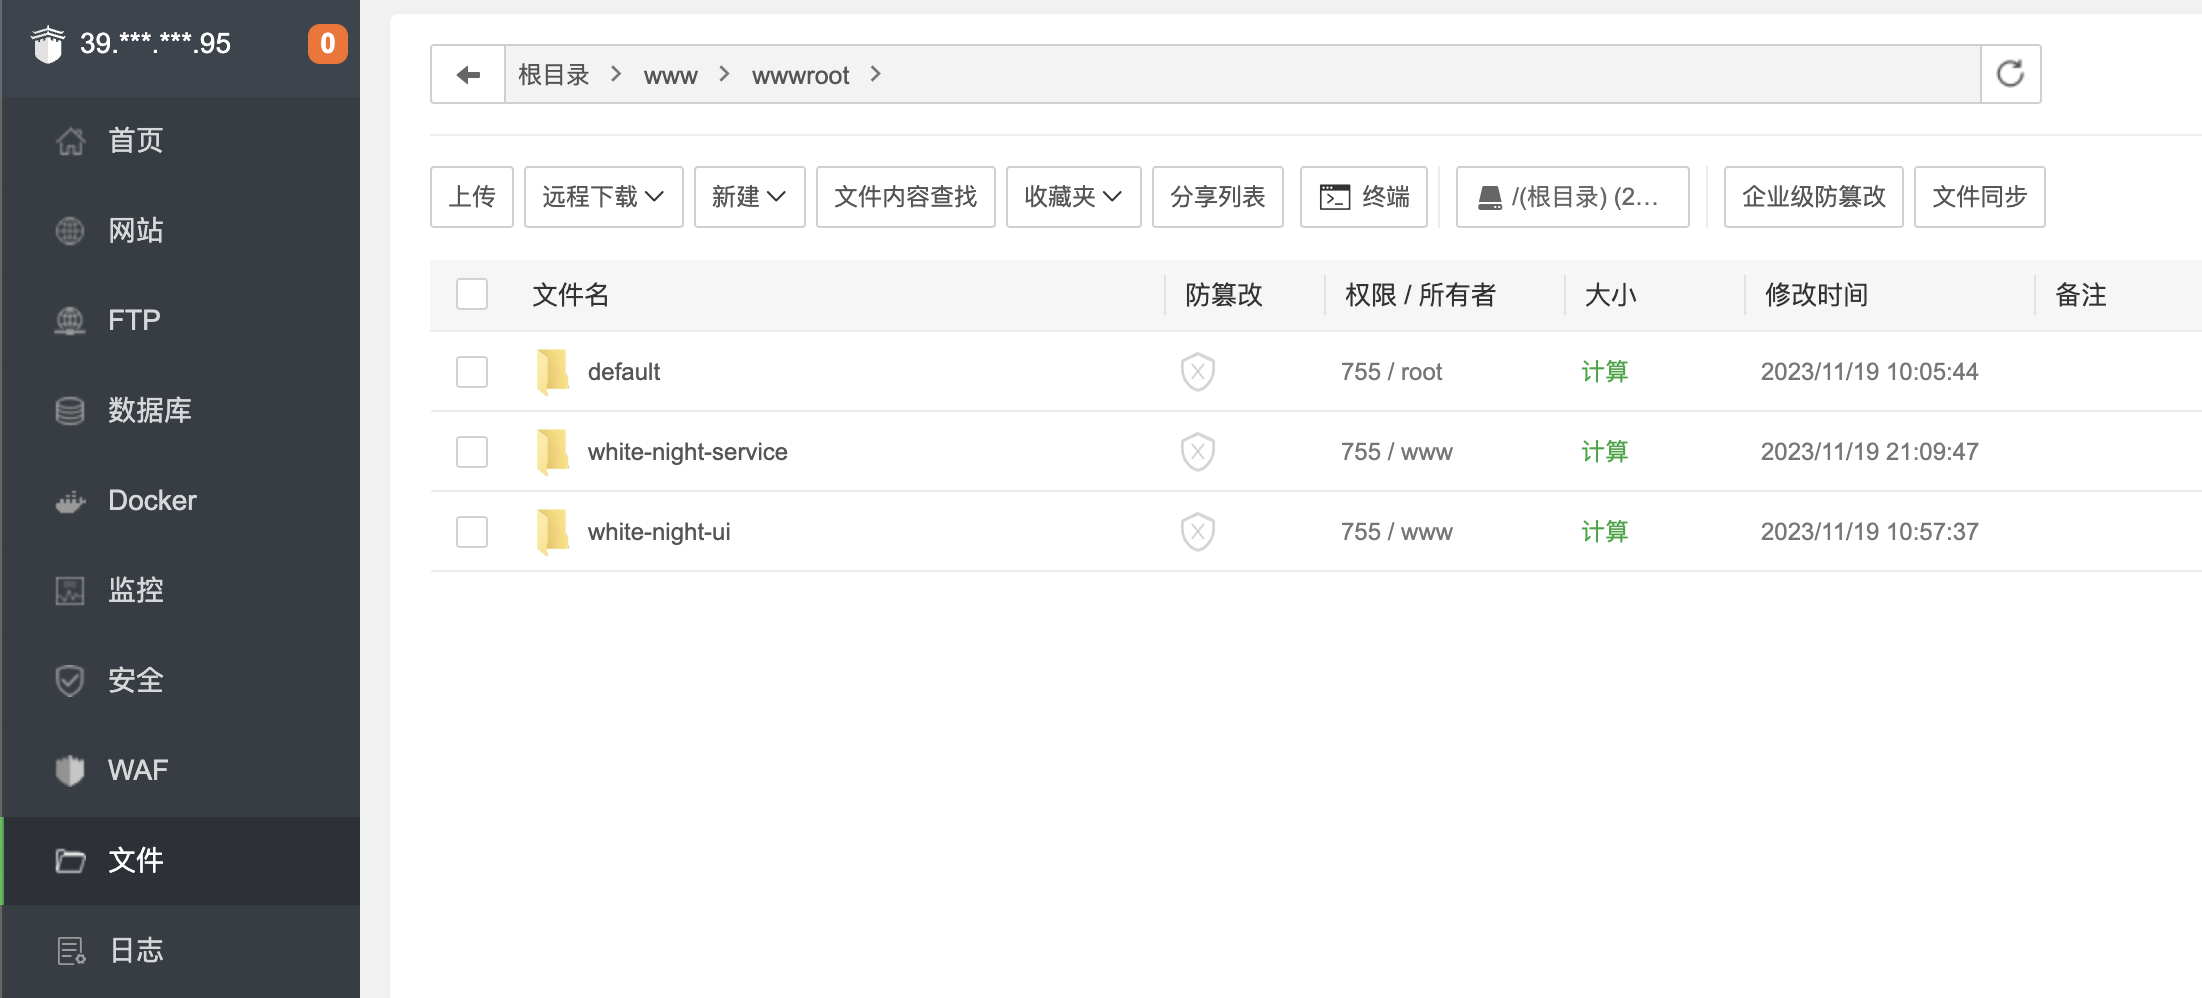 39.***.***.95 0
首页
网站
FTP
数据库
Docker
监控
安全
WAF
文件
日志
根目录 > www > wwwroot >
上传 远程下载 新建 文件内容查找 收藏夹 分享列表 终端 /(根目录) (2... 企业级防篡改 文件同步
文件名 防篡改 权限 / 所有者 大小 修改时间 备注
default 755 / root 计算 2023/11/19 10:05:44
white-night-service 755 / www 计算 2023/11/19 21:09:47
white-night-ui 755 / www 计算 2023/11/19 10:57:37